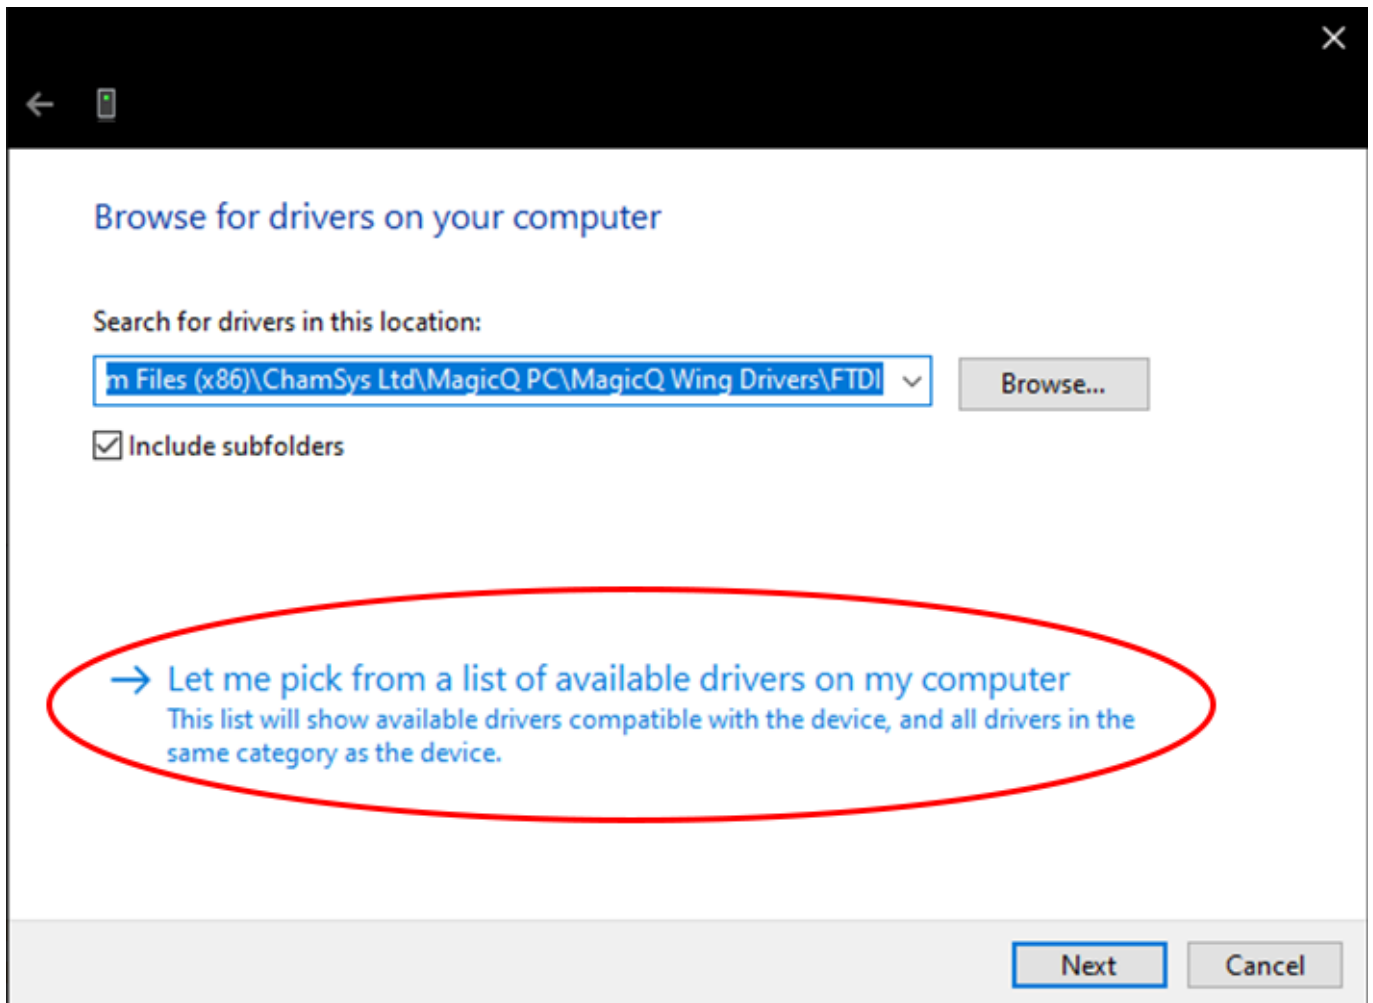 Browse for drivers on your computer
Search for drivers in this location:
m Files (x86)\ChamSys Ltd\MagicQ PC\MagicQ Wing Drivers\FTDI
Browse...
Include subfolders
Let me pick from a list of available drivers on my computer
This list will show available drivers compatible with the device, and all drivers in the
same category as the device.
Next
Cancel